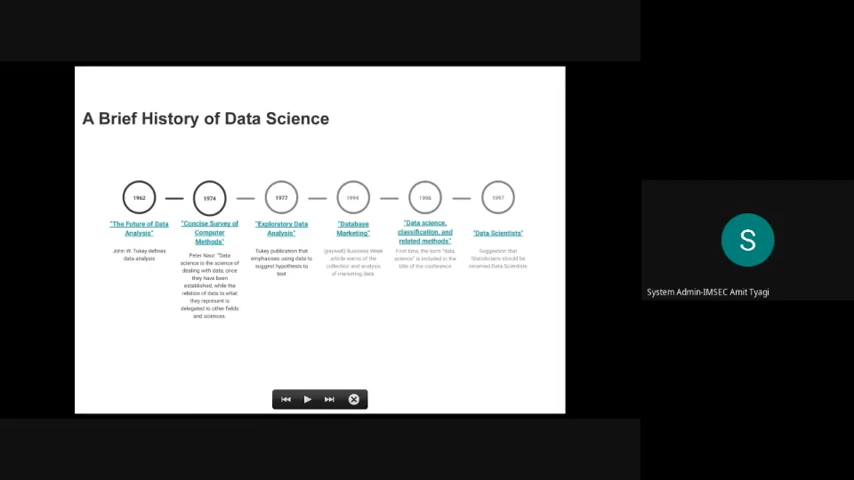 A Brief History of Data Science
1962
1974
1977
1994
1996
1997
"The Future of Data
Analysis"
John W. Tukey defines
data analysis
"Concise Survey of
Computer
Methods"
Peter Naur: "Data
science is the science of
dealing with data, once
they have been
established, while the
relation of data to what
they represent is
delegated to other fields
and sciences
"Exploratory Data
Analysis"
Tukey publication that
emphasises using data to
suggest hypothesis to
test
"Database
Marketing"
(paywall) Business Week
article warns of the
collection and analysis
of marketing data
"Data science,
classification, and
related methods"
First time, the term "data
science" is included in the
title of the conference
"Data Scientists"
Suggestion that
Statisticians should be
renamed Data Scientists
S
System Admin-IMSEC Amit Tyagi